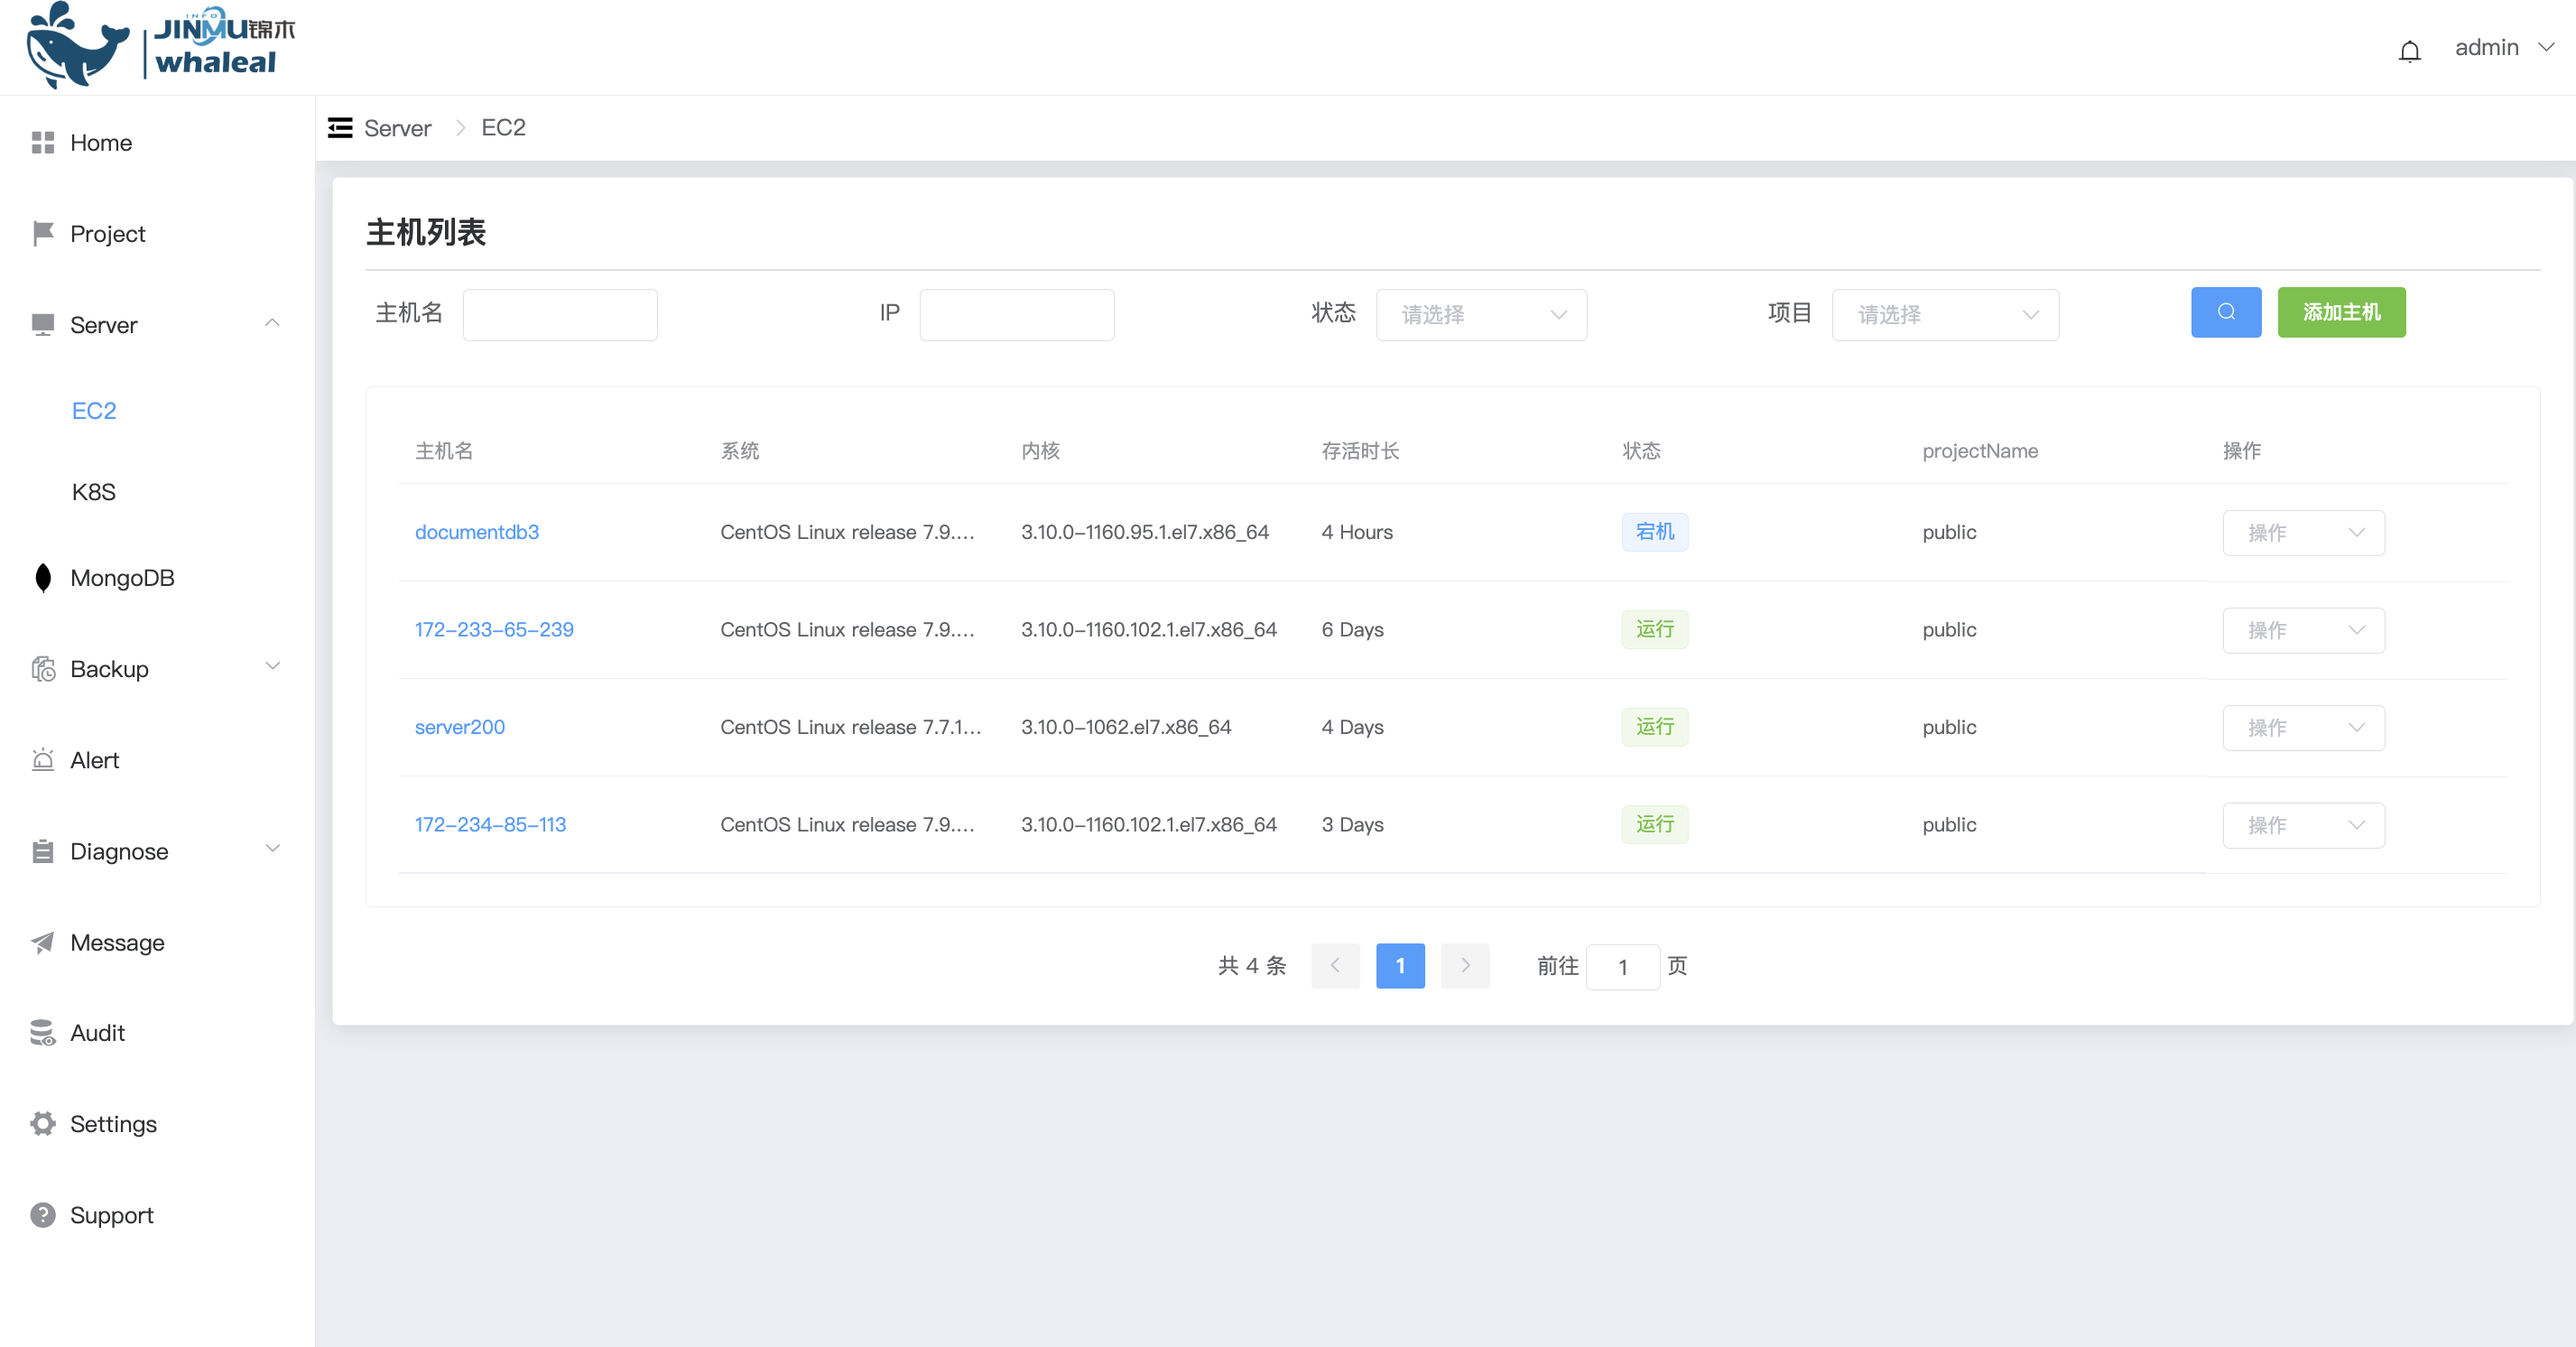 INFO
JINMU锦木
whaleal
admin
Home
Project
Server
EC2
K8S
MongoDB
Backup
Alert
Diagnose
Message
Audit
Settings
Support
Server EC2
主机列表
主机名 IP 状态 请选择 项目 请选择 添加主机
主机名 系统 内核 存活时长 状态 projectName 操作
documentdb3 CentOS Linux release 7.9.... 3.10.0-1160.95.1.el7.x86_64 4 Hours 宕机 public 操作
172-233-65-239 CentOS Linux release 7.9.... 3.10.0-1160.102.1.el7.x86_64 6 Days 运行 public 操作
server200 CentOS Linux release 7.7.1... 3.10.0-1062.el7.x86_64 4 Days 运行 public 操作
172-234-85-113 CentOS Linux release 7.9.... 3.10.0-1160.102.1.el7.x86_64 3 Days 运行 public 操作
共 4 条 1 前往 1 页